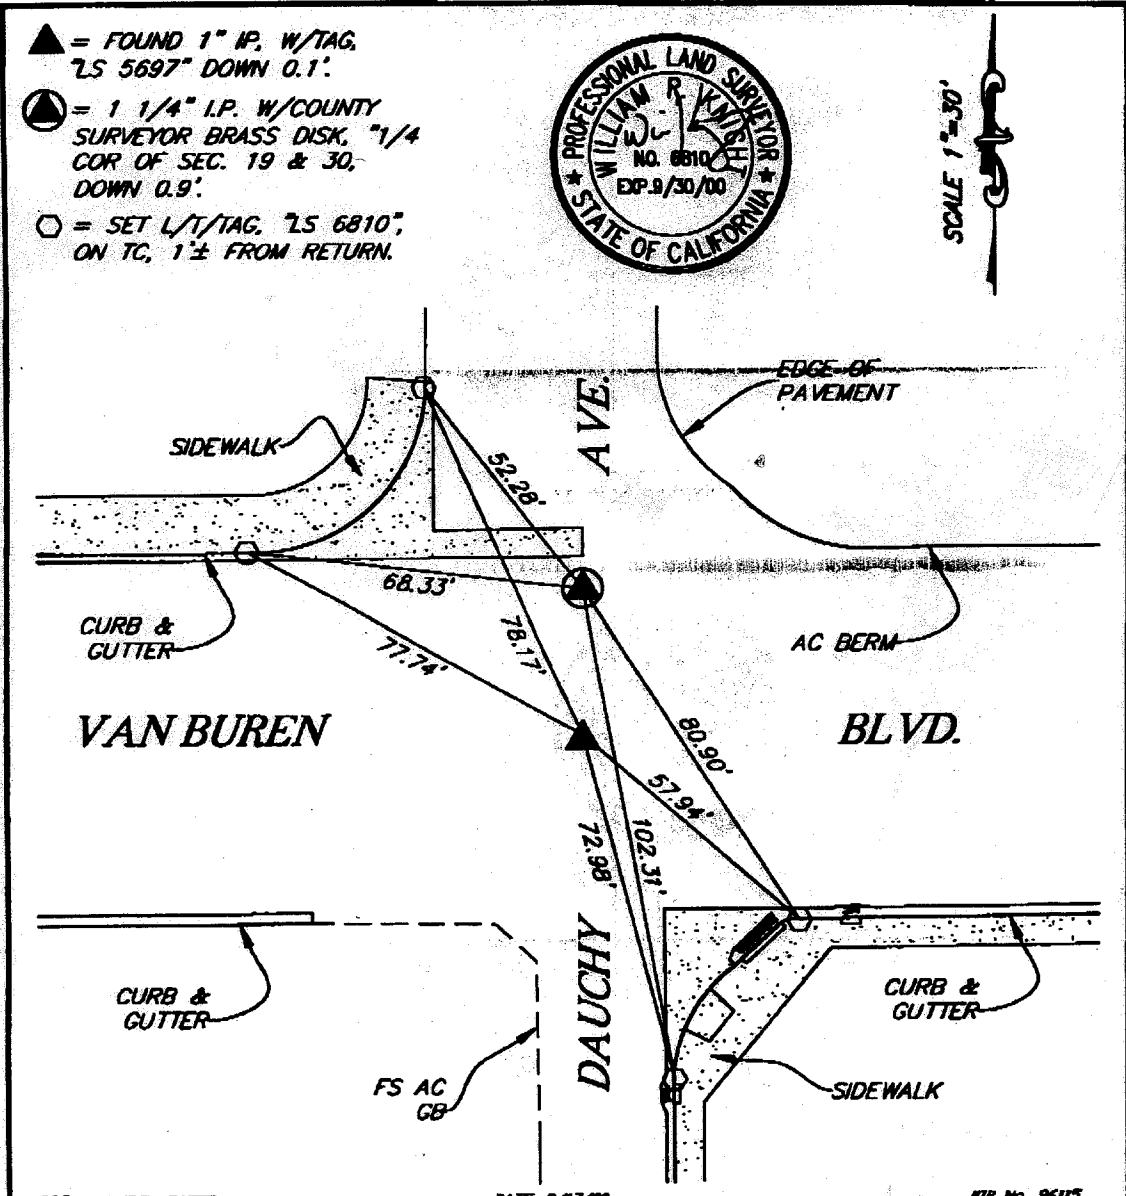 = FOUND 1" I.P. W/TAG,
"LS 5697" DOWN 0.1'.
= 1 1/4" I.P. W/COUNTY
SURVEYOR BRASS DISK, "1/4
COR OF SEC. 19 & 30,
DOWN 0.9'.
= SET L/T/TAG, "LS 6810",
ON TC, 1'± FROM RETURN.
PROFESSIONAL LAND SURVEYOR
WILLIAM R. KNIGHT
NO. 6810
EXP.9/30/00
STATE OF CALIFORNIA
SCALE 1"=30'
EDGE OF
PAVEMENT
AVE.
SIDEWALK
52.28'
68.33'
CURB &
GUTTER
78.17'
77.74'
AC BERM
VAN BUREN
BLVD.
80.90'
57.94'
72.98'
102.31'
DAUCHY
CURB &
GUTTER
CURB &
GUTTER
FS AC
GB
SIDEWALK
JOB No. 96115